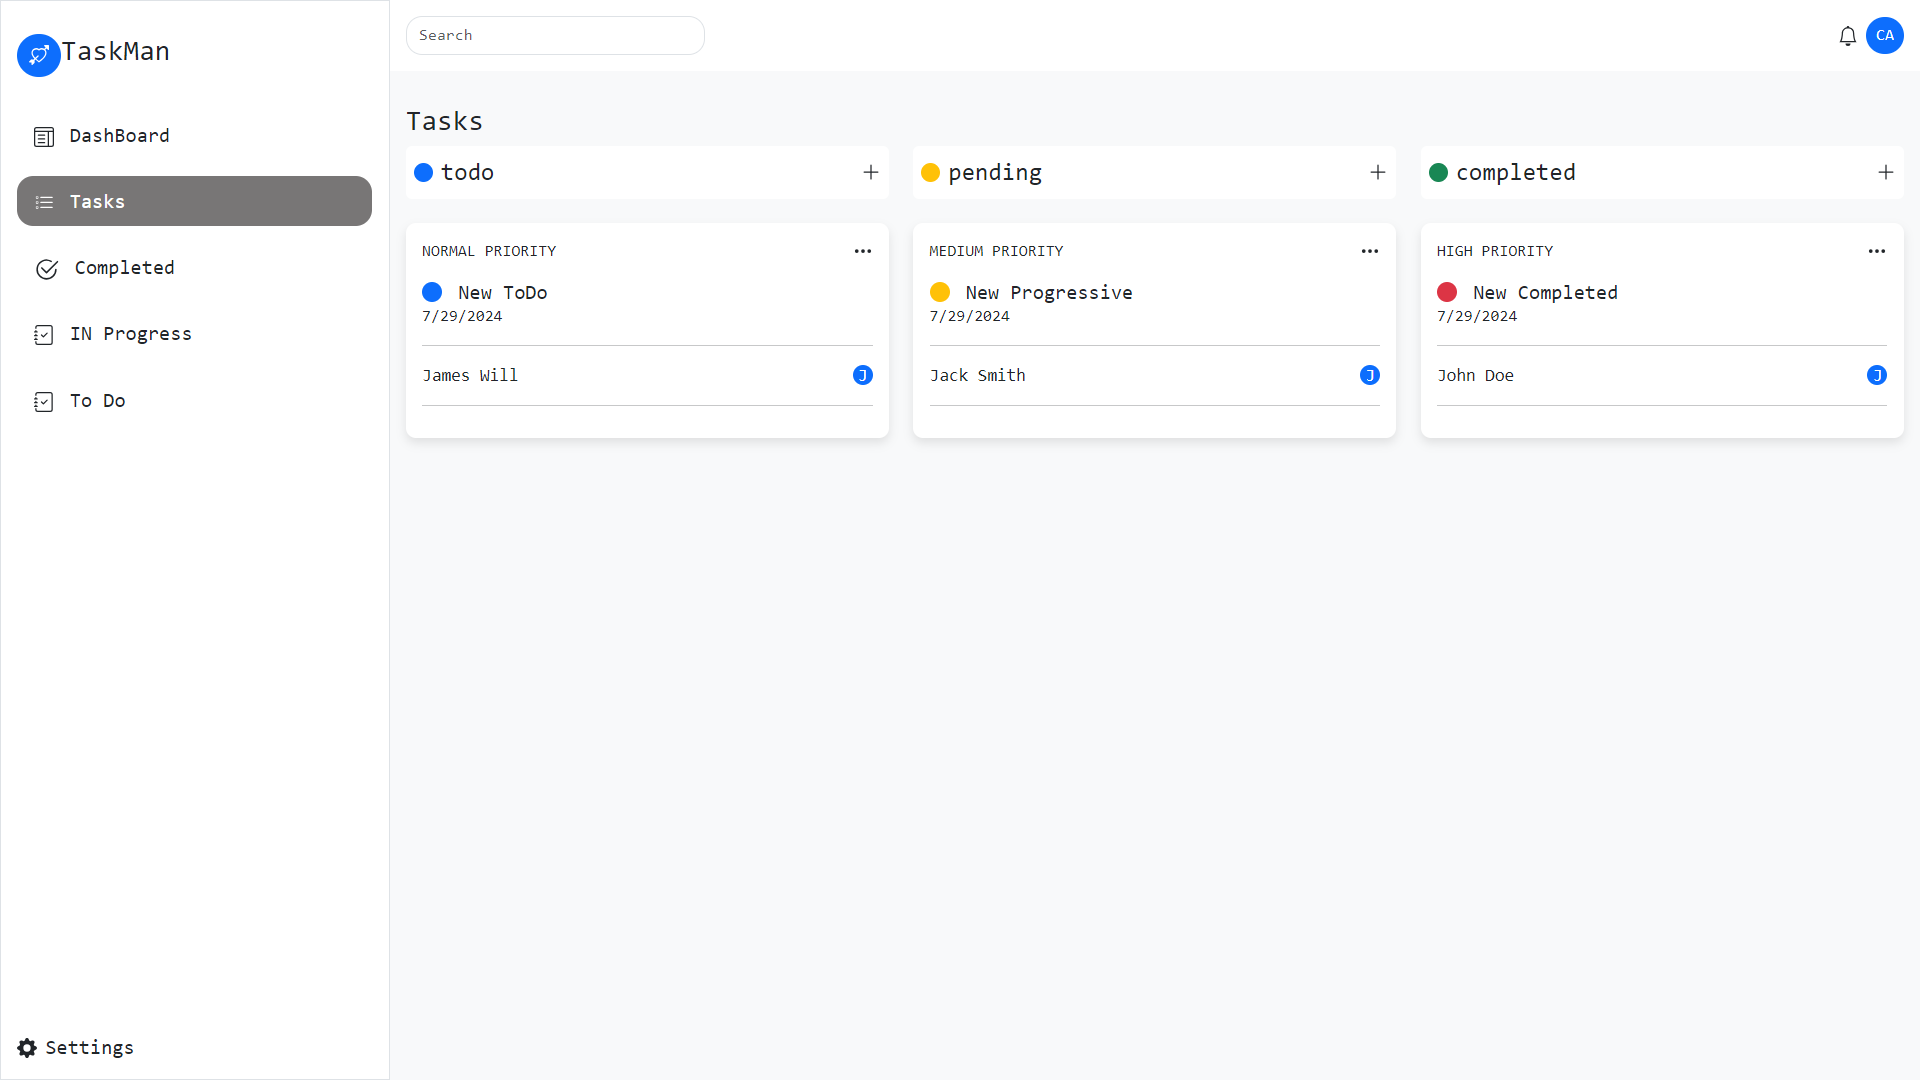 TaskMan
DashBoard
Tasks
Completed
IN Progress
To Do
Settings
Search
CA
Tasks
todo
NORMAL PRIORITY
New ToDo
7/29/2024
James Will
J
pending
MEDIUM PRIORITY
New Progressive
7/29/2024
Jack Smith
J
completed
HIGH PRIORITY
New Completed
7/29/2024
John Doe
J